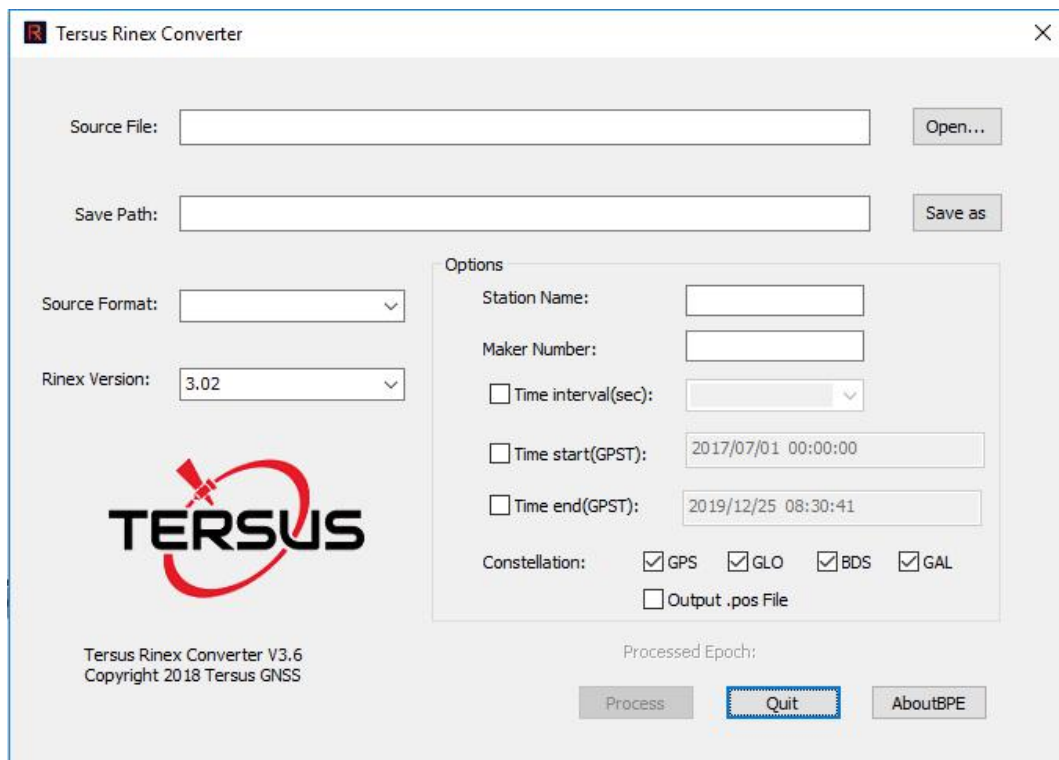 Tersus Rinex Converter
Source File:
Open...
Save Path:
Save as
Options
Source Format:
Station Name:
Maker Number:
Rinex Version:
3.02
Time interval(sec):
Time start(GPST):
2017/07/01 00:00:00
Time end(GPST):
2019/12/25 08:30:41
Constellation:
GPS
GLO
BDS
GAL
Output .pos File
TERSUS
Tersus Rinex Converter V3.6
Copyright 2018 Tersus GNSS
Processed Epoch:
Process
Quit
AboutBPE